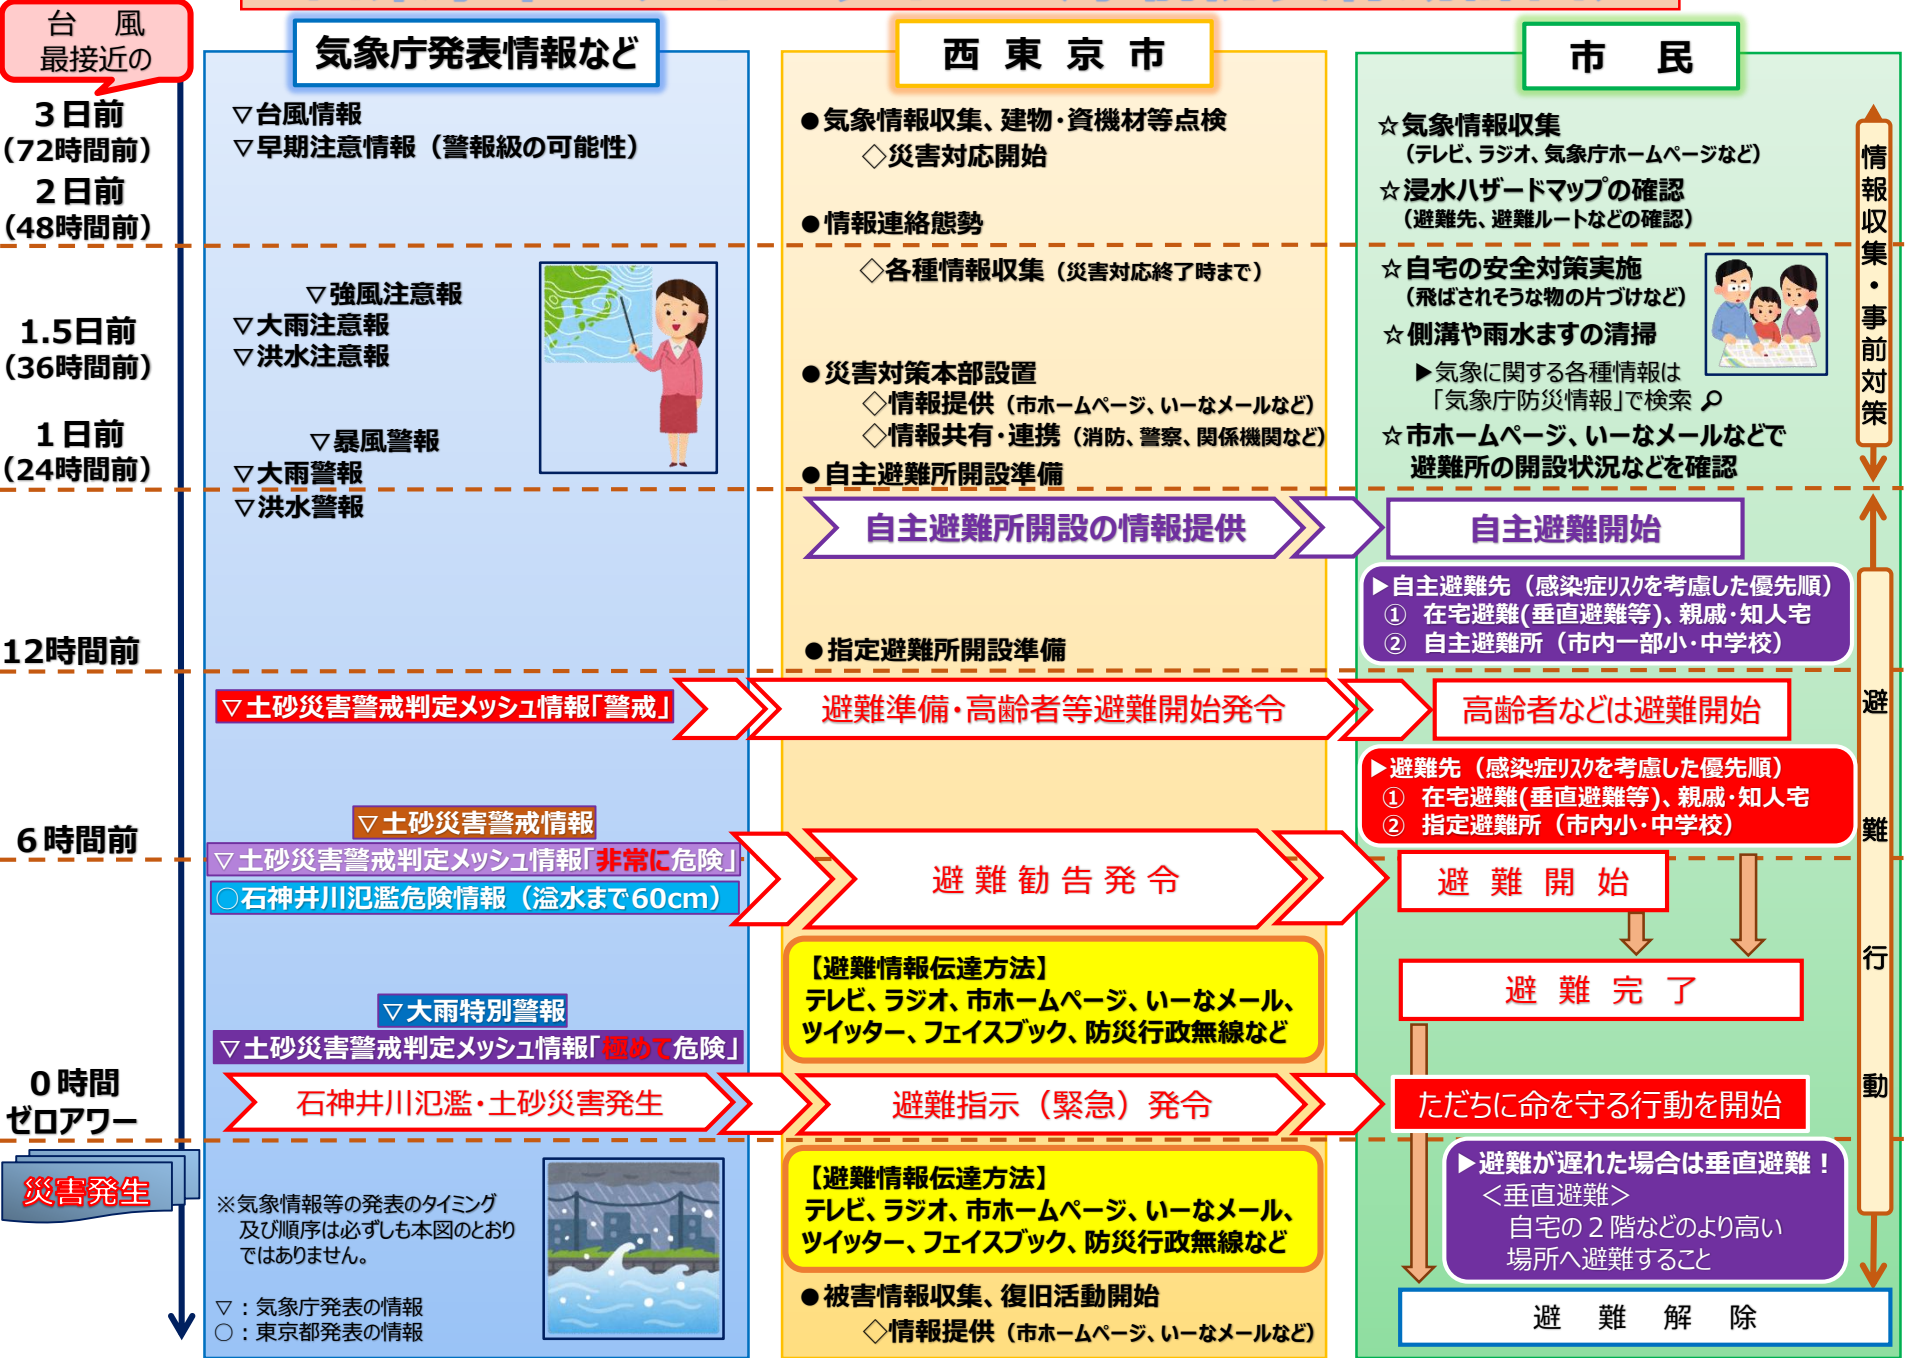 台　風
最接近の
３日前
（72時間前）
２日前
（48時間前）
1.5日前
（36時間前）
１日前
（24時間前）
12時間前
６時間前
０時間
ゼロアワー
災害発生
気象庁発表情報など
▽台風情報
▽早期注意情報（警報級の可能性）
▽強風注意報
▽大雨注意報
▽洪水注意報
▽暴風警報
▽大雨警報
▽洪水警報
▽土砂災害警戒判定メッシュ情報「警戒」
▽土砂災害警戒情報
▽土砂災害警戒判定メッシュ情報「非常に危険」
○石神井川氾濫危険情報（溢水まで60cm）
▽大雨特別警報
▽土砂災害警戒判定メッシュ情報「極めて危険」
石神井川氾濫・土砂災害発生
※気象情報等の発表のタイミング
及び順序は必ずしも本図のとおり
ではありません。
▽：気象庁発表の情報
○：東京都発表の情報
西東京市
●気象情報収集、建物・資機材等点検
◇災害対応開始
●情報連絡態勢
◇各種情報収集（災害対応終了時まで）
●災害対策本部設置
◇情報提供（市ホームページ、いーなメールなど）
◇情報共有・連携（消防、警察、関係機関など）
●自主避難所開設準備
自主避難所開設の情報提供
●指定避難所開設準備
避難準備・高齢者等避難開始発令
避難勧告発令
【避難情報伝達方法】
テレビ、ラジオ、市ホームページ、いーなメール、
ツイッター、フェイスブック、防災行政無線など
避難指示（緊急）発令
【避難情報伝達方法】
テレビ、ラジオ、市ホームページ、いーなメール、
ツイッター、フェイスブック、防災行政無線など
●被害情報収集、復旧活動開始
◇情報提供（市ホームページ、いーなメールなど）
市　民
☆気象情報収集
（テレビ、ラジオ、気象庁ホームページなど）
☆浸水ハザードマップの確認
（避難先、避難ルートなどの確認）
☆自宅の安全対策実施
（飛ばされそうな物の片づけなど）
☆側溝や雨水ますの清掃
▶気象に関する各種情報は
「気象庁防災情報」で検索
☆市ホームページ、いーなメールなどで
避難所の開設状況などを確認
自主避難開始
▶自主避難先（感染症リスクを考慮した優先順）
①　在宅避難(垂直避難等)、親戚・知人宅
②　自主避難所（市内一部小・中学校）
高齢者などは避難開始
▶避難先（感染症リスクを考慮した優先順）
①　在宅避難(垂直避難等)、親戚・知人宅
②　指定避難所（市内小・中学校）
避難開始
避難完了
ただちに命を守る行動を開始
▶避難が遅れた場合は垂直避難！
＜垂直避難＞
自宅の２階などのより高い
場所へ避難すること
避難解除
情報収集・事前対策
避難行動